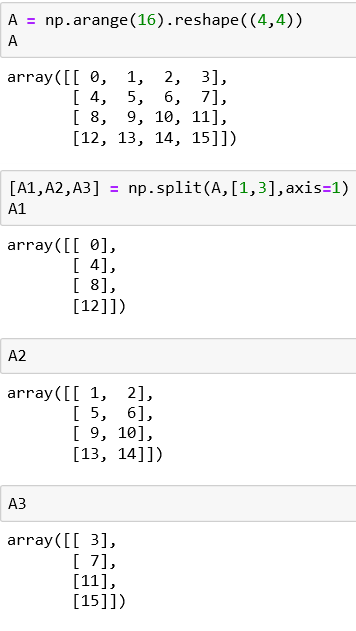 A = np.arange(16).reshape((4,4))
A
array([[ 0,  1,  2,  3],
       [ 4,  5,  6,  7],
       [ 8,  9, 10, 11],
       [12, 13, 14, 15]])
[A1,A2,A3] = np.split(A,[1,3],axis=1)
A1
array([[ 0],
       [ 4],
       [ 8],
       [12]])
A2
array([[ 1,  2],
       [ 5,  6],
       [ 9, 10],
       [13, 14]])
A3
array([[ 3],
       [ 7],
       [11],
       [15]])